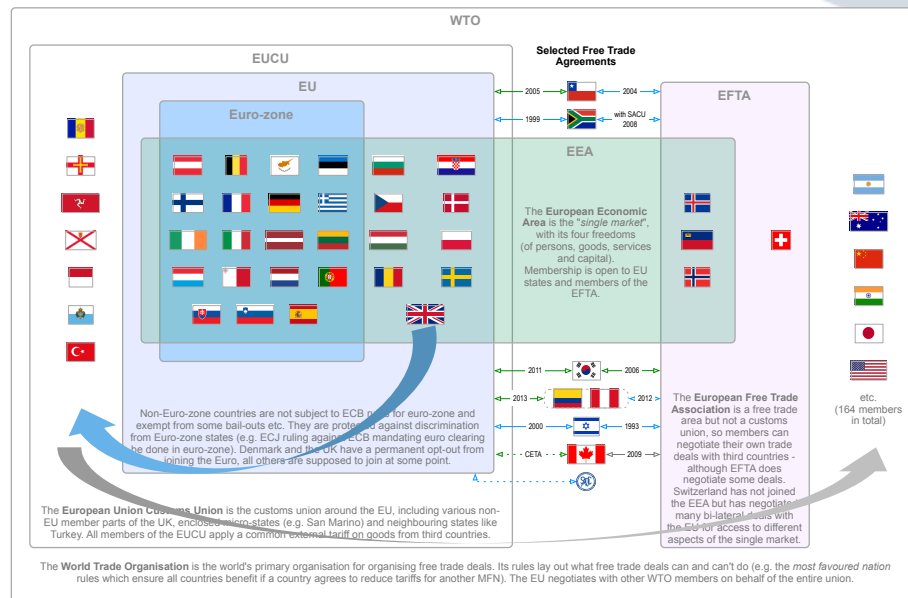 WTO
EUCU
Selected Free Trade
Agreements
EU
2005
2004
EFTA
Euro-zone
1999
with SACU
2008
EEA
The European Economic
Area is the "single market",
with its four freedoms
(of persons, goods, services
and capital).
Membership is open to EU
states and members of the
EFTA.
2011
2006
2013
2012
2000
1993
CETA
2009
etc.
(164 members
in total)
Non-Euro-zone countries are not subject to ECB for euro-zone and
exempt from some bail-outs etc. They are protected against discrimination
from Euro-zone states (e.g. ECJ ruling against ECB mandating euro clearing
be done in euro-zone). Denmark and the UK have a permanent opt-out from
joining the Euro, all others are supposed to join at some point.
The European Free Trade
Association is a free trade
area but not a customs
union, so members can
negotiate their own trade
deals with third countries -
although EFTA does
negotiate some deals.
Switzerland has not joined
the EEA but has negotiated
many bi-lateral deals with
the EU for access to different
aspects of the single market.
The European Union Customs Union is the customs union around the EU, including various non-
EU member parts of the UK, enclosed micro-states (e.g. San Marino) and neighbouring states like
Turkey. All members of the EUCU apply a common external tariff on goods from third countries.
The World Trade Organisation is the world's primary organisation for organising free trade deals. Its rules lay out what free trade deals can and can't do (e.g. the most favoured nation
rules which ensure all countries benefit if a country agrees to reduce tariffs for another MFN). The EU negotiates with other WTO members on behalf of the entire union.